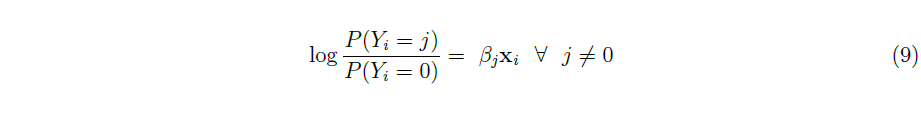 log P(Y_i = j) / P(Y_i = 0) = β_j x_i ∀ j ≠ 0 (9)